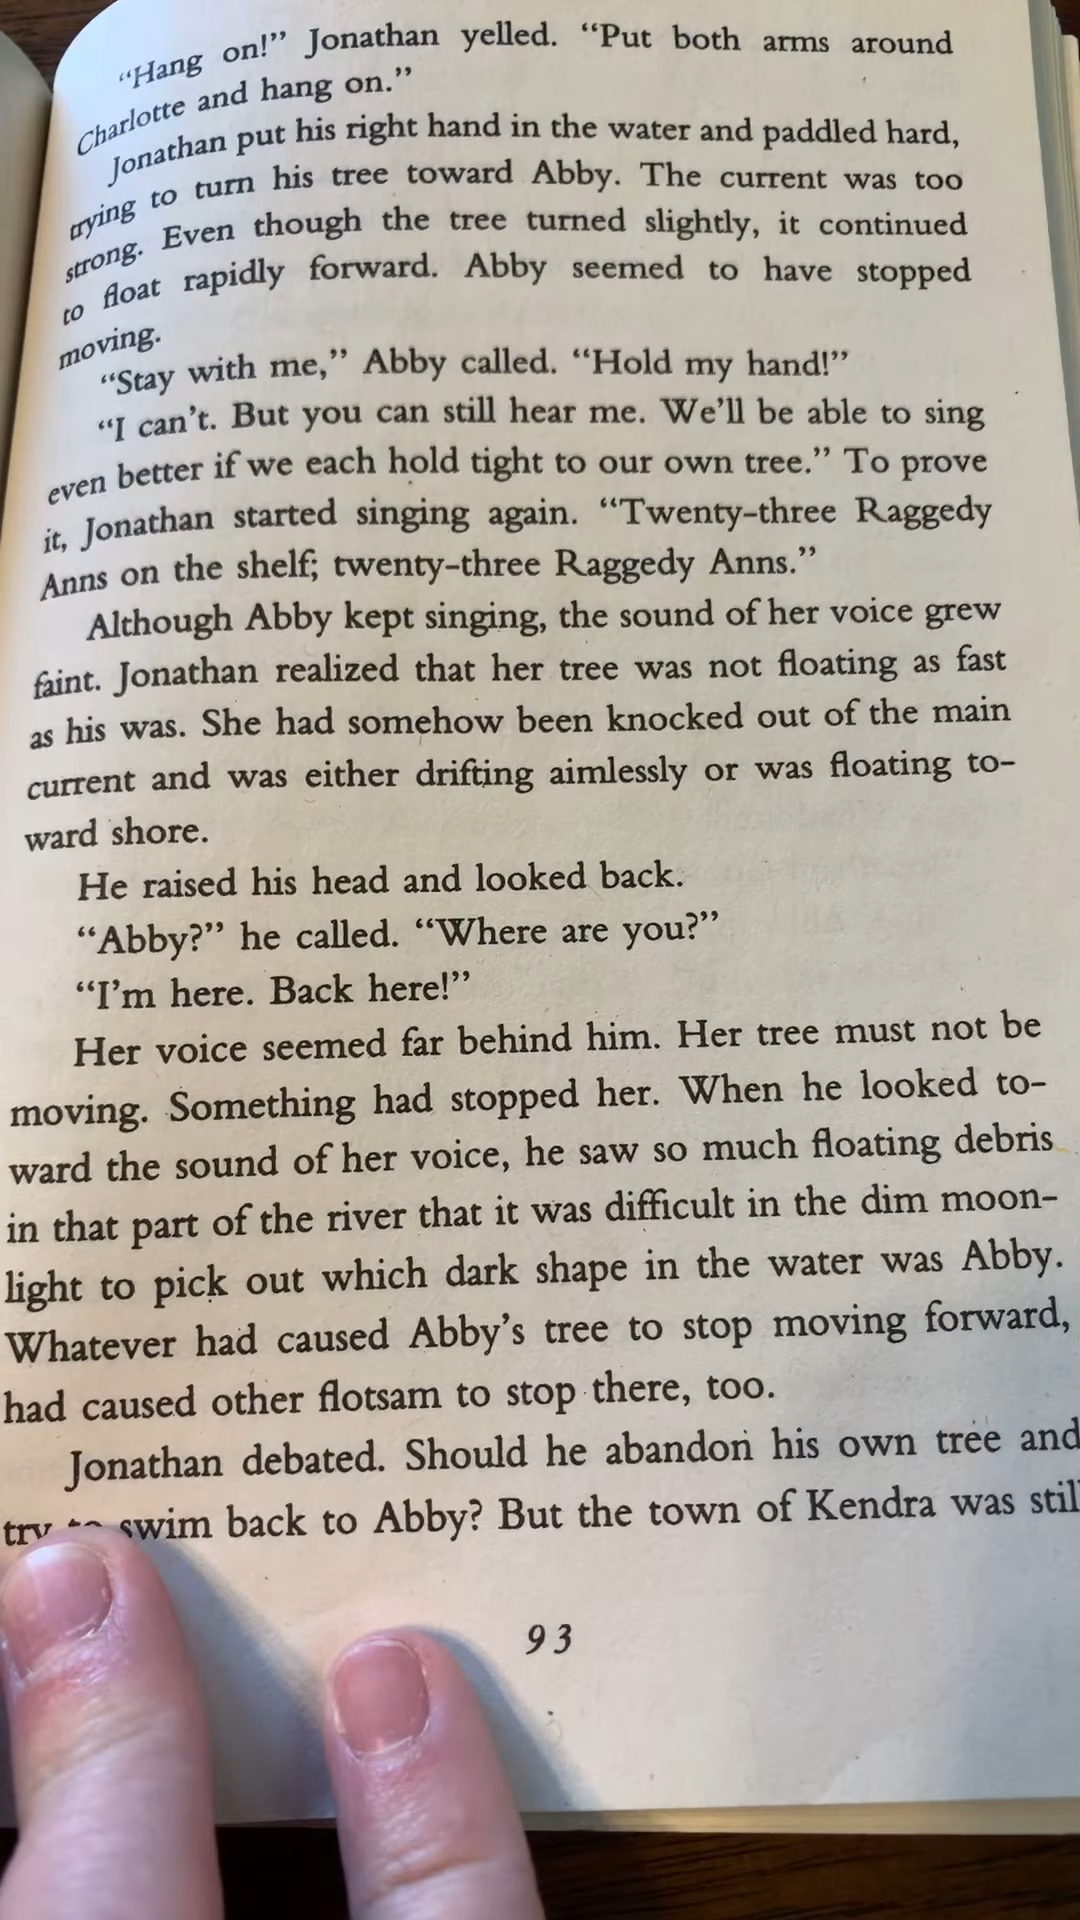 “Hang on!” Jonathan yelled. “Put both arms around
Charlotte and hang on.”
Jonathan put his right hand in the water and paddled hard,
trying to turn his tree toward Abby. The current was too
strong. Even though the tree turned slightly, it continued
to float rapidly forward. Abby seemed to have stopped
moving.
“Stay with me,” Abby called. “Hold my hand!”
“I can’t. But you can still hear me. We’ll be able to sing
even better if we each hold tight to our own tree.” To prove
it, Jonathan started singing again. “Twenty-three Raggedy
Anns on the shelf; twenty-three Raggedy Anns.”
Although Abby kept singing, the sound of her voice grew
faint. Jonathan realized that her tree was not floating as fast
as his was. She had somehow been knocked out of the main
current and was either drifting aimlessly or was floating to-
ward shore.
He raised his head and looked back.
“Abby?” he called. “Where are you?”
“I’m here. Back here!”
Her voice seemed far behind him. Her tree must not be
moving. Something had stopped her. When he looked to-
ward the sound of her voice, he saw so much floating debris
in that part of the river that it was difficult in the dim moon-
light to pick out which dark shape in the water was Abby.
Whatever had caused Abby’s tree to stop moving forward,
had caused other flotsam to stop there, too.
Jonathan debated. Should he abandon his own tree and
try to swim back to Abby? But the town of Kendra was still
93